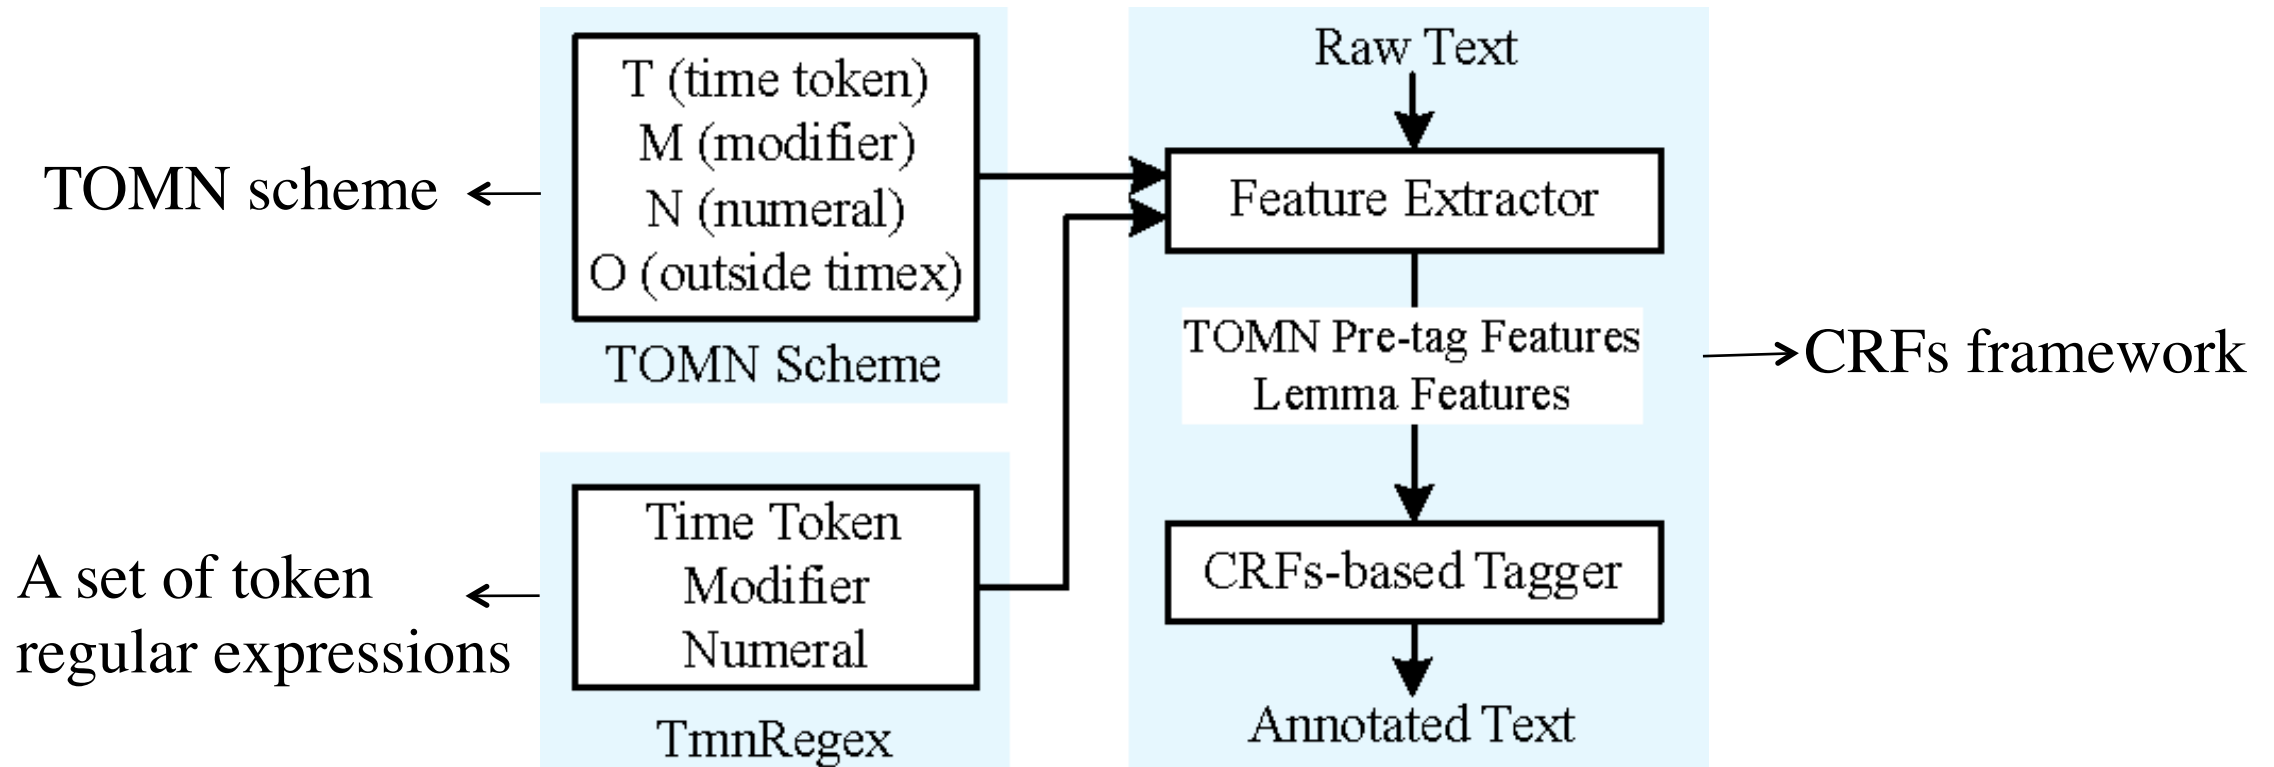 TOMN scheme
T (time token)
M (modifier)
N (numeral)
O (outside timex)
TOMN Scheme
A set of token
regular expressions
Time Token
Modifier
Numeral
TmnRegex
Raw Text
Feature Extractor
TOMN Pre-tag Features
Lemma Features
CRFs-based Tagger
Annotated Text
CRFs framework